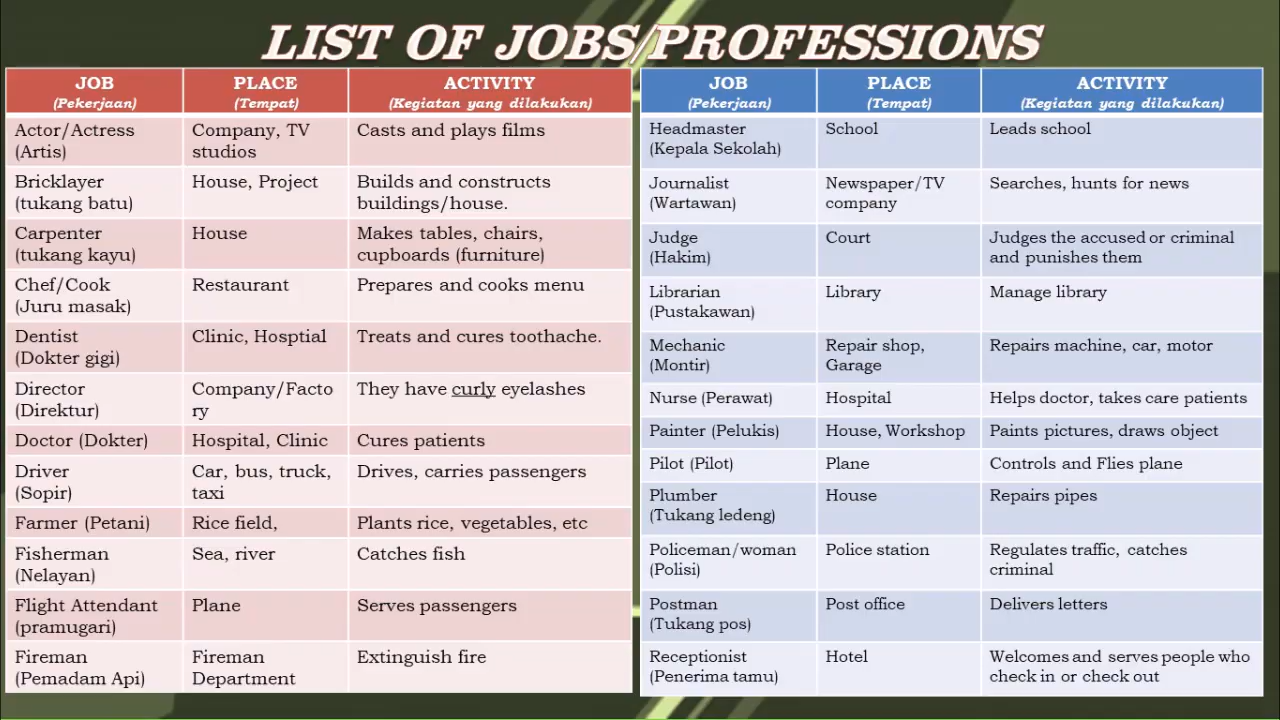 LIST OF JOBS/PROFESSIONS
JOB PLACE ACTIVITY
(Pekerjaan) (Tempat) (Kegiatan yang dilakukan)
Actor/Actress Company, TV Casts and plays films
(Artis) studios
Bricklayer House, Project Builds and constructs
(tukang batu) buildings/house.
Carpenter House Makes tables, chairs,
(tukang kayu) cupboards (furniture)
Chef/Cook Restaurant Prepares and cooks menu
(Juru masak)
Dentist Clinic, Hosptial Treats and cures toothache.
(Dokter gigi)
Director Company/Facto They have curly eyelashes
(Direktur) ry
Doctor (Dokter) Hospital, Clinic Cures patients
Driver Car, bus, truck, Drives, carries passengers
(Sopir) taxi
Farmer (Petani) Rice field, Plants rice, vegetables, etc
Fisherman Sea, river Catches fish
(Nelayan)
Flight Attendant Plane Serves passengers
(pramugari)
Fireman Fireman Extinguish fire
(Pemadam Api) Department
JOB PLACE ACTIVITY
(Pekerjaan) (Tempat) (Kegiatan yang dilakukan)
Headmaster School Leads school
(Kepala Sekolah)
Journalist Newspaper/TV Searches, hunts for news
(Wartawan) company
Judge Court Judges the accused or criminal
(Hakim) and punishes them
Librarian Library Manage library
(Pustakawan)
Mechanic Repair shop, Repairs machine, car, motor
(Montir) Garage
Nurse (Perawat) Hospital Helps doctor, takes care patients
Painter (Pelukis) House, Workshop Paints pictures, draws object
Pilot (Pilot) Plane Controls and Flies plane
Plumber House Repairs pipes
(Tukang ledeng)
Policeman/woman Police station Regulates traffic, catches
(Polisi) criminal
Postman Post office Delivers letters
(Tukang pos)
Receptionist Hotel Welcomes and serves people who
(Penerima tamu) check in or check out